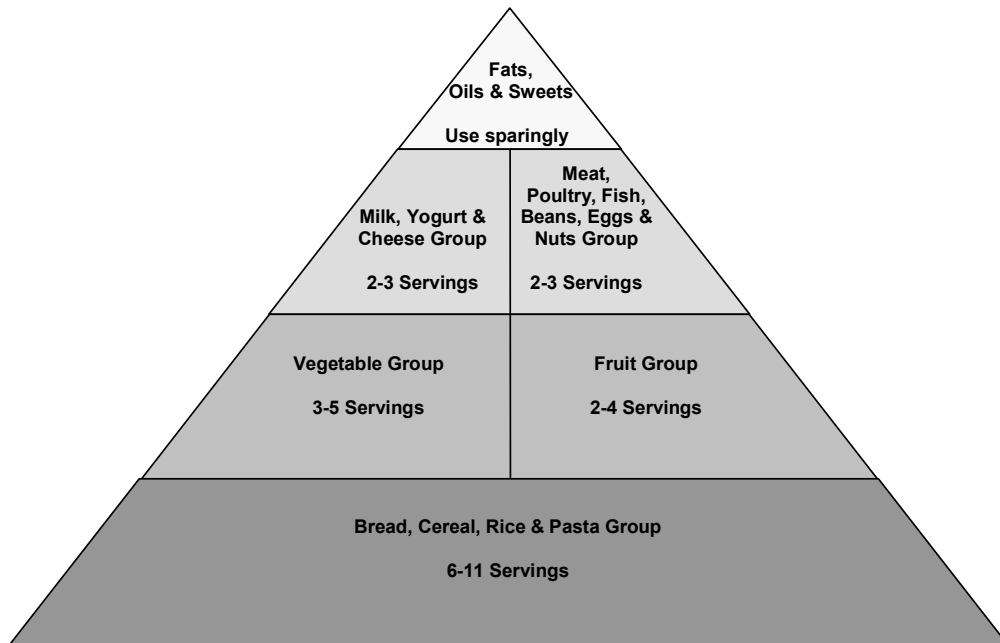 Fats,
Oils & Sweets
Use sparingly
Milk, Yogurt &
Cheese Group
2-3 Servings
Meat,
Poultry, Fish,
Beans, Eggs &
Nuts Group
2-3 Servings
Vegetable Group
3-5 Servings
Fruit Group
2-4 Servings
Bread, Cereal, Rice & Pasta Group
6-11 Servings